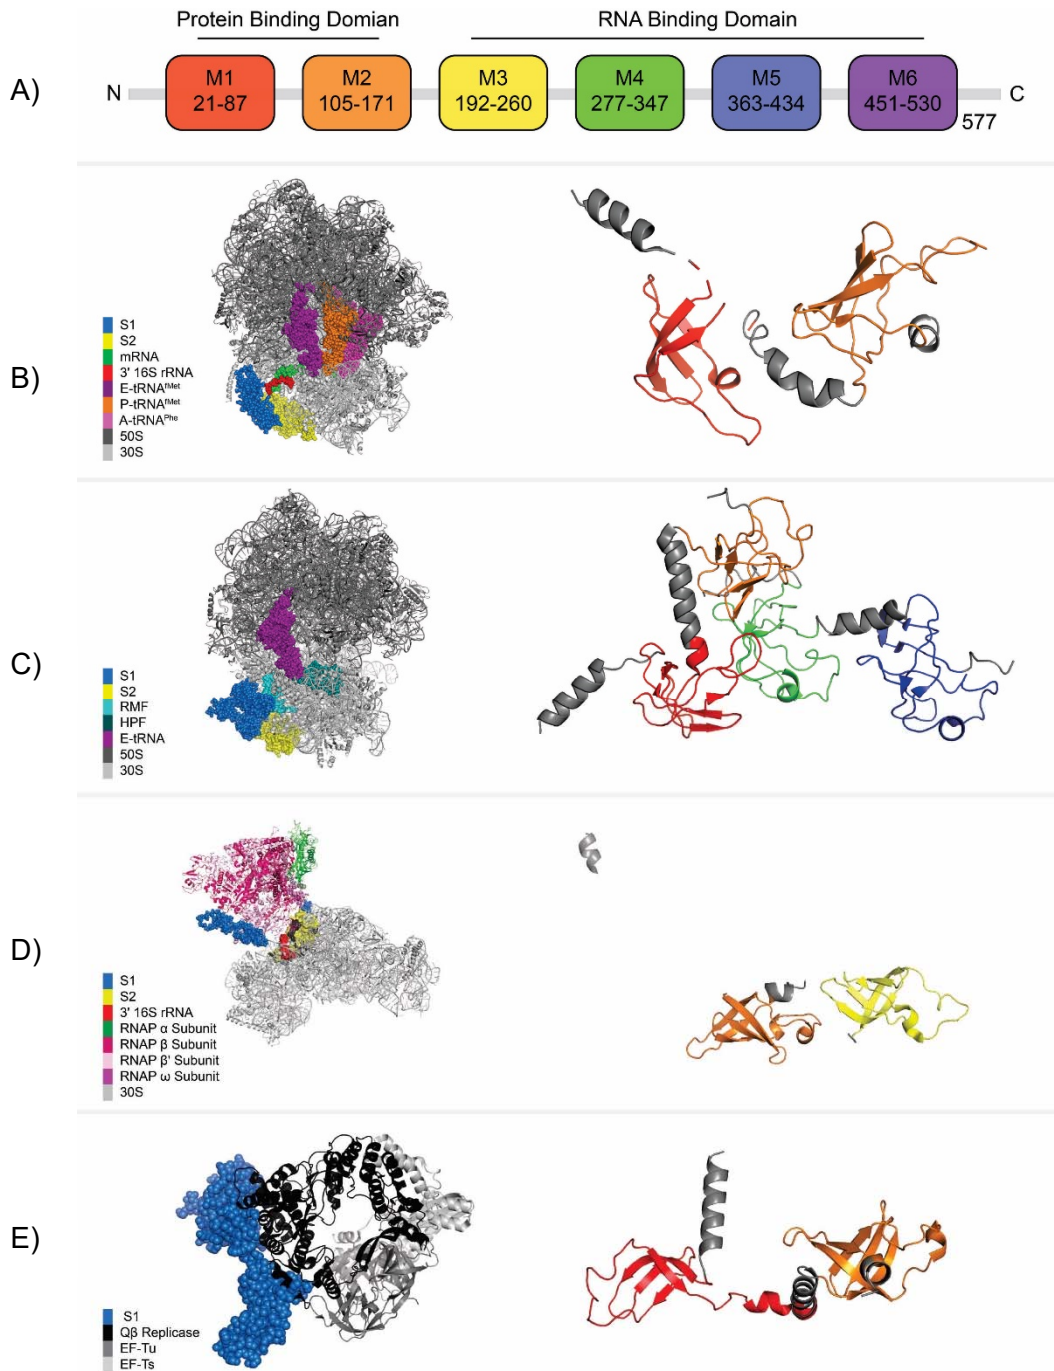 Protein Binding Domian
RNA Binding Domain
A)
N
M1
21-87
M2
105-171
M3
192-260
M4
277-347
M5
363-434
M6
451-530
C
577
B)
S1
S2
mRNA
3' 16S rRNA
E-tRNAfMet
P-tRNAfMet
A-tRNAPhe
50S
30S
C)
S1
S2
RMF
HPF
E-tRNA
50S
30S
D)
S1
S2
3' 16S rRNA
RNAP α Subunit
RNAP β Subunit
RNAP β' Subunit
RNAP ω Subunit
30S
E)
S1
Qβ Replicase
EF-Tu
EF-Ts